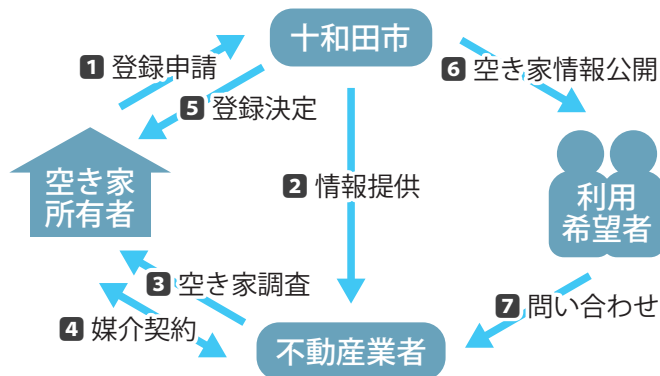 十和田市
1 登録申請
6 空き家情報公開
5 登録決定
空き家
所有者
2 情報提供
利用
希望者
3 空き家調査
7 問い合わせ
4 媒介契約
不動産業者